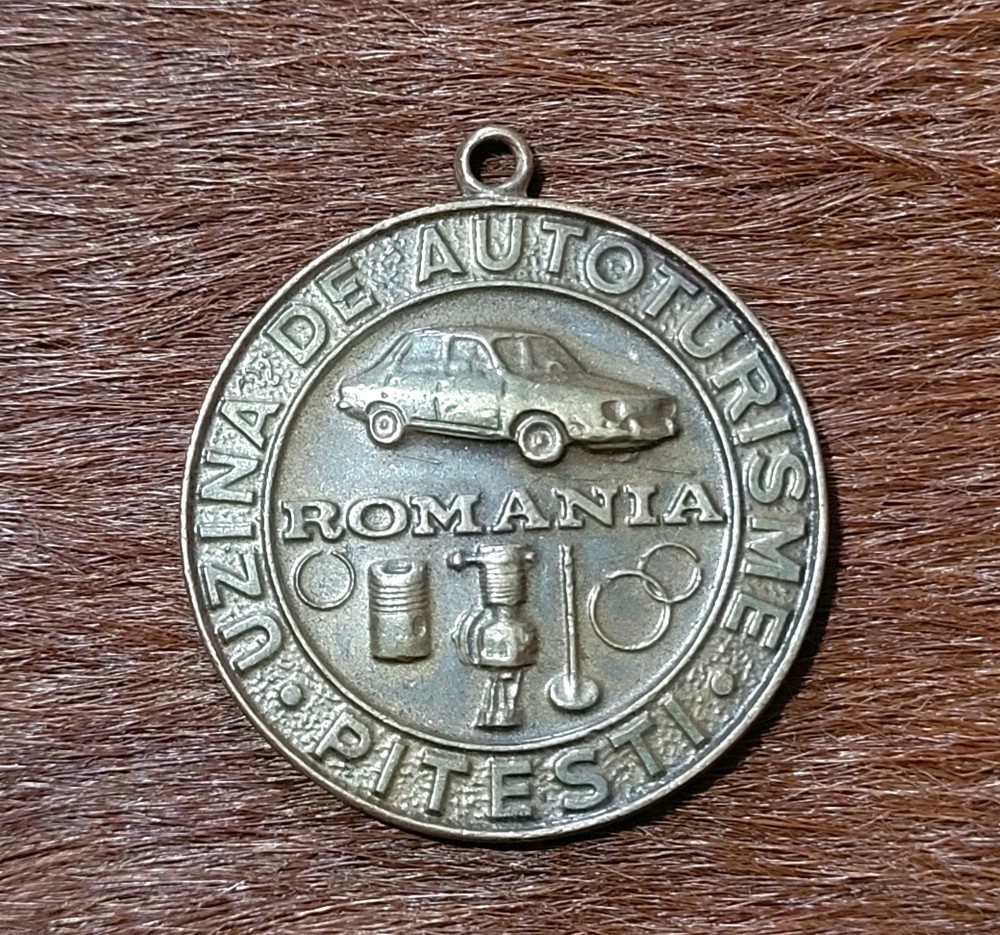 UZINA DE AUTOTURISME
ROMANIA
• PITESTI •